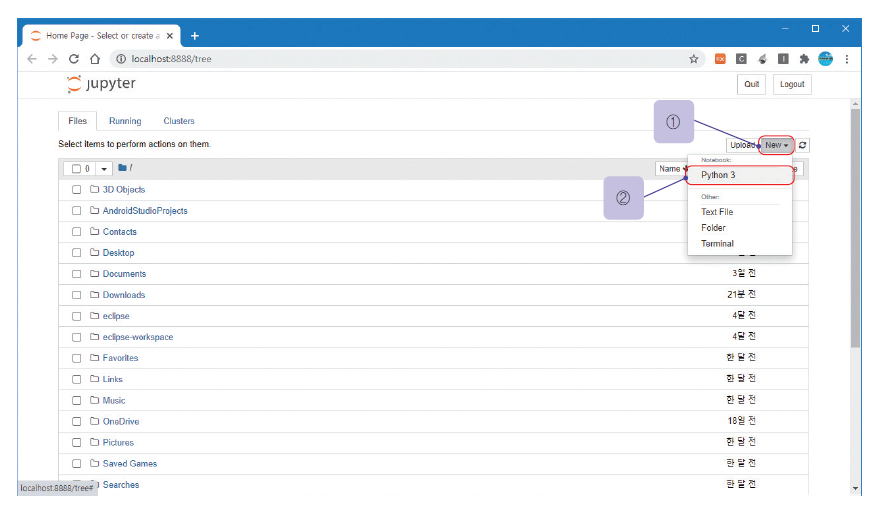 Home Page - Select or create a
localhost:8888/tree
jupyter
Quit Logout
Files Running Clusters
①
Select items to perform actions on them.
Upload New
0 /
Name
Notebook:
Python 3
②
Other:
Text File
Folder
Terminal
3D Objects
AndroidStudioProjects
Contacts
Desktop
Documents 3일 전
Downloads 21분 전
eclipse 4달 전
eclipse-workspace 4달 전
Favorites 한 달 전
Links 한 달 전
Music 한 달 전
OneDrive 18일 전
Pictures 한 달 전
Saved Games 한 달 전
Searches 한 달 전
localhost:8888/tree#